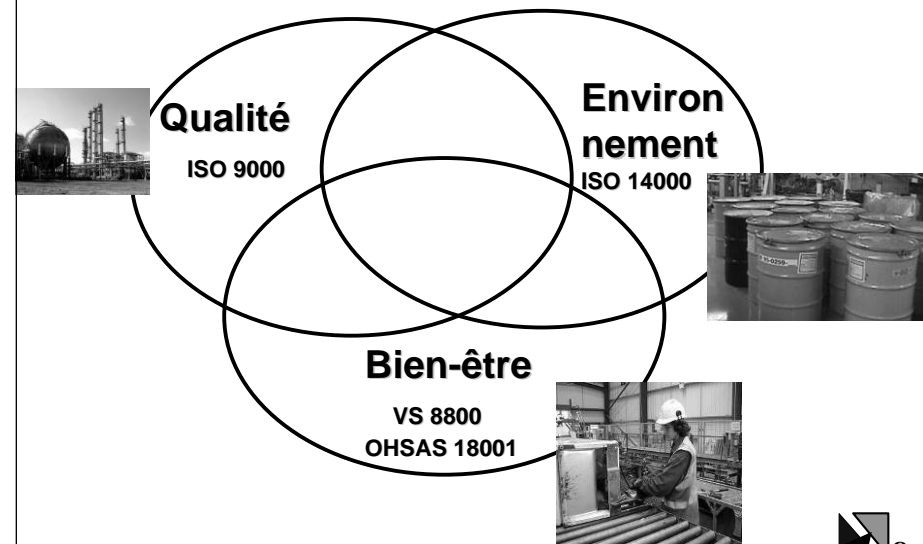 Qualité
ISO 9000
Environ
nement
ISO 14000
Bien-être
VS 8800
OHSAS 18001